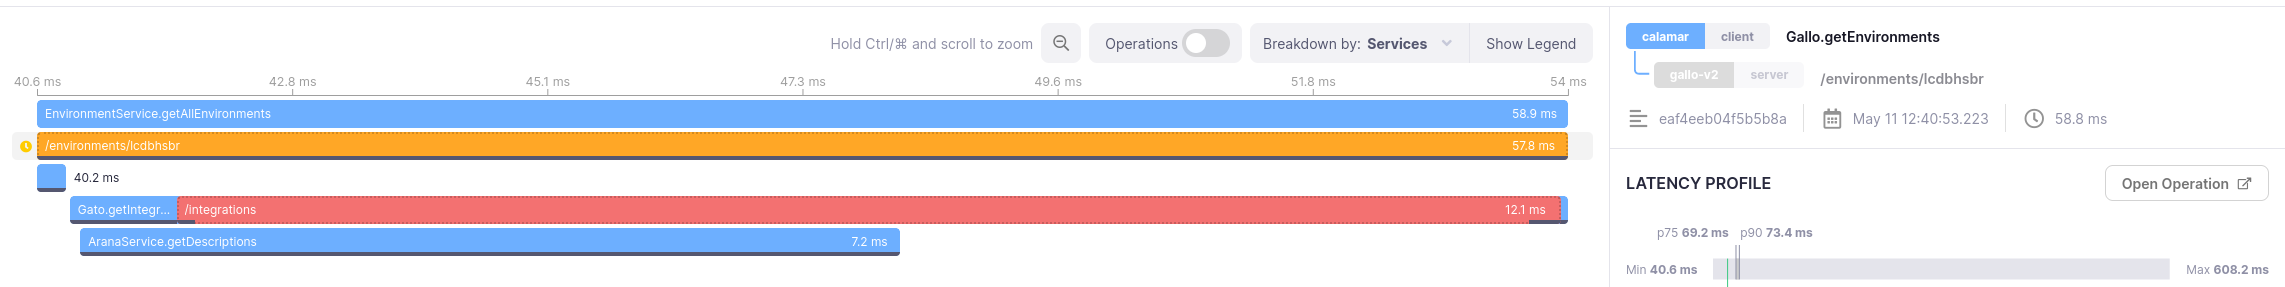 Hold Ctrl/⌘ and scroll to zoom
Operations
Breakdown by: Services
Show Legend
40.6 ms 42.8 ms 45.1 ms 47.3 ms 49.6 ms 51.8 ms 54 ms
EnvironmentService.getAllEnvironments 58.9 ms
/environments/lcdbhsbr 57.8 ms
40.2 ms
Gato.getIntegr... /integrations 12.1 ms
AranaService.getDescriptions 7.2 ms
calamar client Gallo.getEnvironments
gallo-v2 server /environments/lcdbhsbr
eaf4eeb04f5b5b8a May 11 12:40:53.223 58.8 ms
LATENCY PROFILE
Open Operation
p75 69.2 ms p90 73.4 ms
Min 40.6 ms Max 608.2 ms